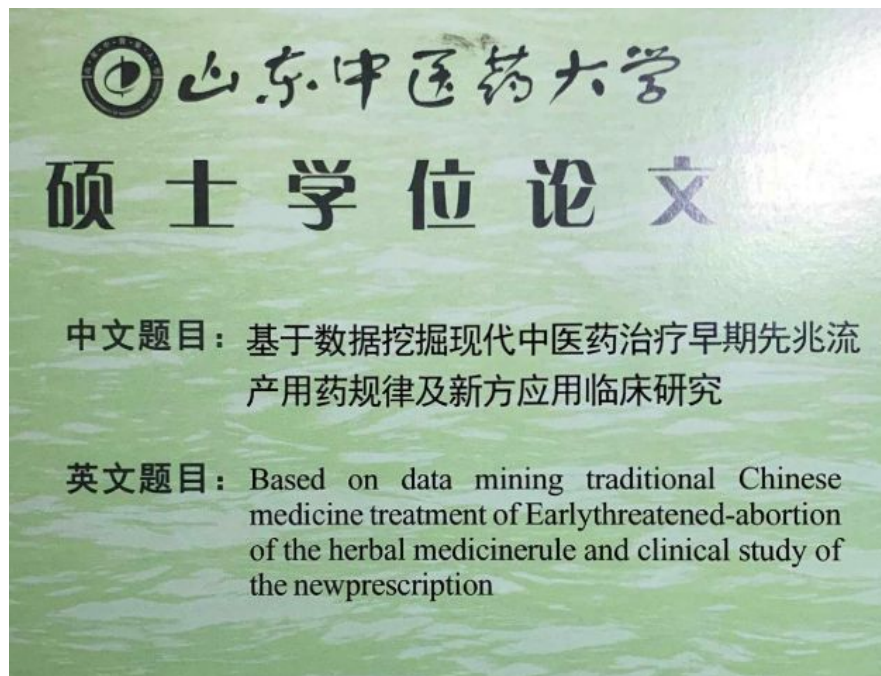 山东中医药大学
硕士学位论文
中文题目：基于数据挖掘现代中医药治疗早期先兆流
产用药规律及新方应用临床研究
英文题目：Based on data mining traditional Chinese
medicine treatment of Earlythreatened-abortion
of the herbal medicinerule and clinical study of
the newprescription